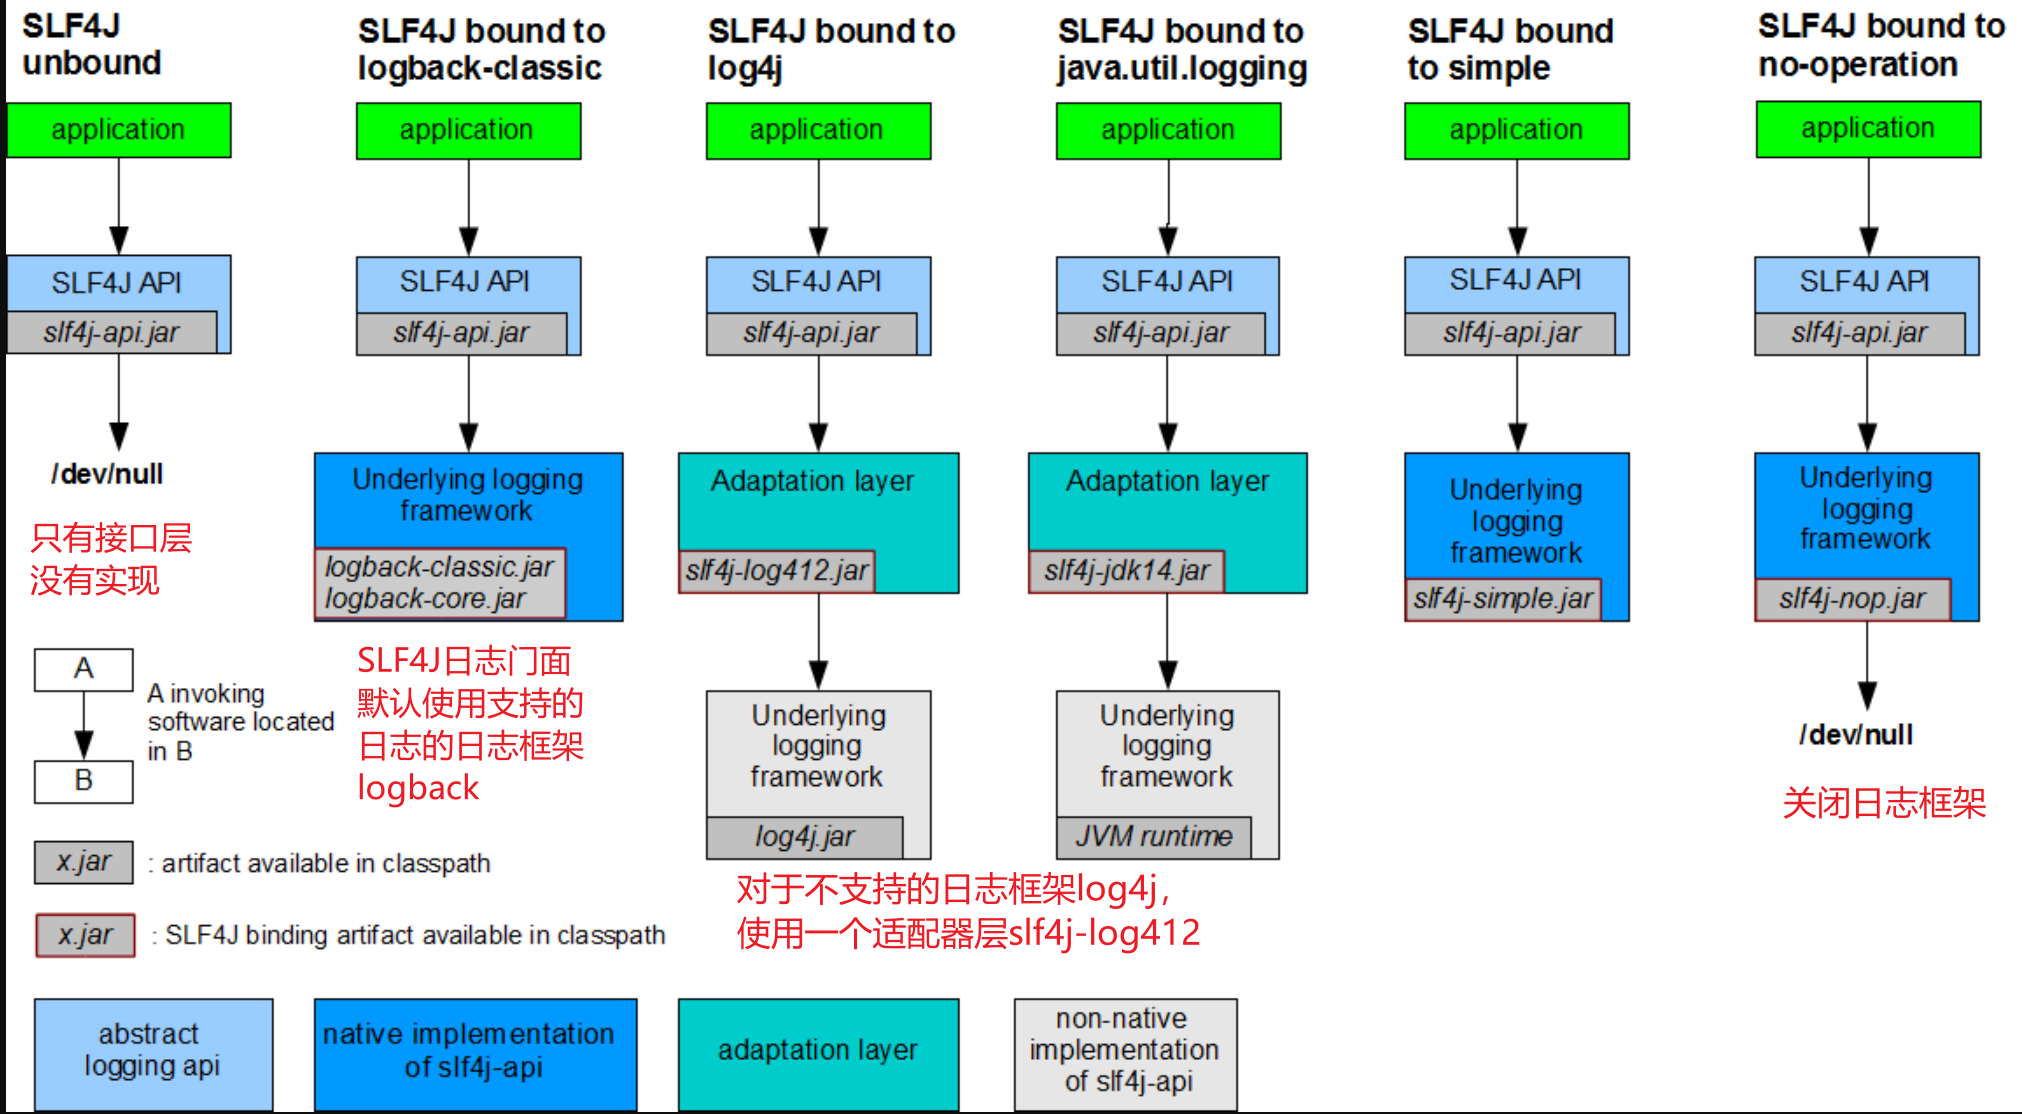 SLF4J
unbound
SLF4J bound to
logback-classic
SLF4J bound to
log4j
SLF4J bound to
java.util.logging
SLF4J bound
to simple
SLF4J bound to
no-operation
application
application
application
application
application
application
SLF4J API
slf4j-api.jar
SLF4J API
slf4j-api.jar
SLF4J API
slf4j-api.jar
SLF4J API
slf4j-api.jar
SLF4J API
slf4j-api.jar
SLF4J API
slf4j-api.jar
/dev/null
只有接口层
没有实现
Underlying logging
framework
logback-classic.jar
logback-core.jar
Adaptation layer
slf4j-log412.jar
Adaptation layer
slf4j-jdk14.jar
Underlying
logging
framework
slf4j-simple.jar
Underlying
logging
framework
slf4j-nop.jar
A
A invoking
software located
in B
B
SLF4J日志门面
默认使用支持的
日志的日志框架
logback
Underlying
logging
framework
log4j.jar
Underlying
logging
framework
JVM runtime
/dev/null
关闭日志框架
x.jar
: artifact available in classpath
对于不支持的日志框架log4j，
使用一个适配器层slf4j-log412
x.jar
: SLF4J binding artifact available in classpath
abstract
logging api
native implementation
of slf4j-api
adaptation layer
non-native
implementation
of slf4j-api